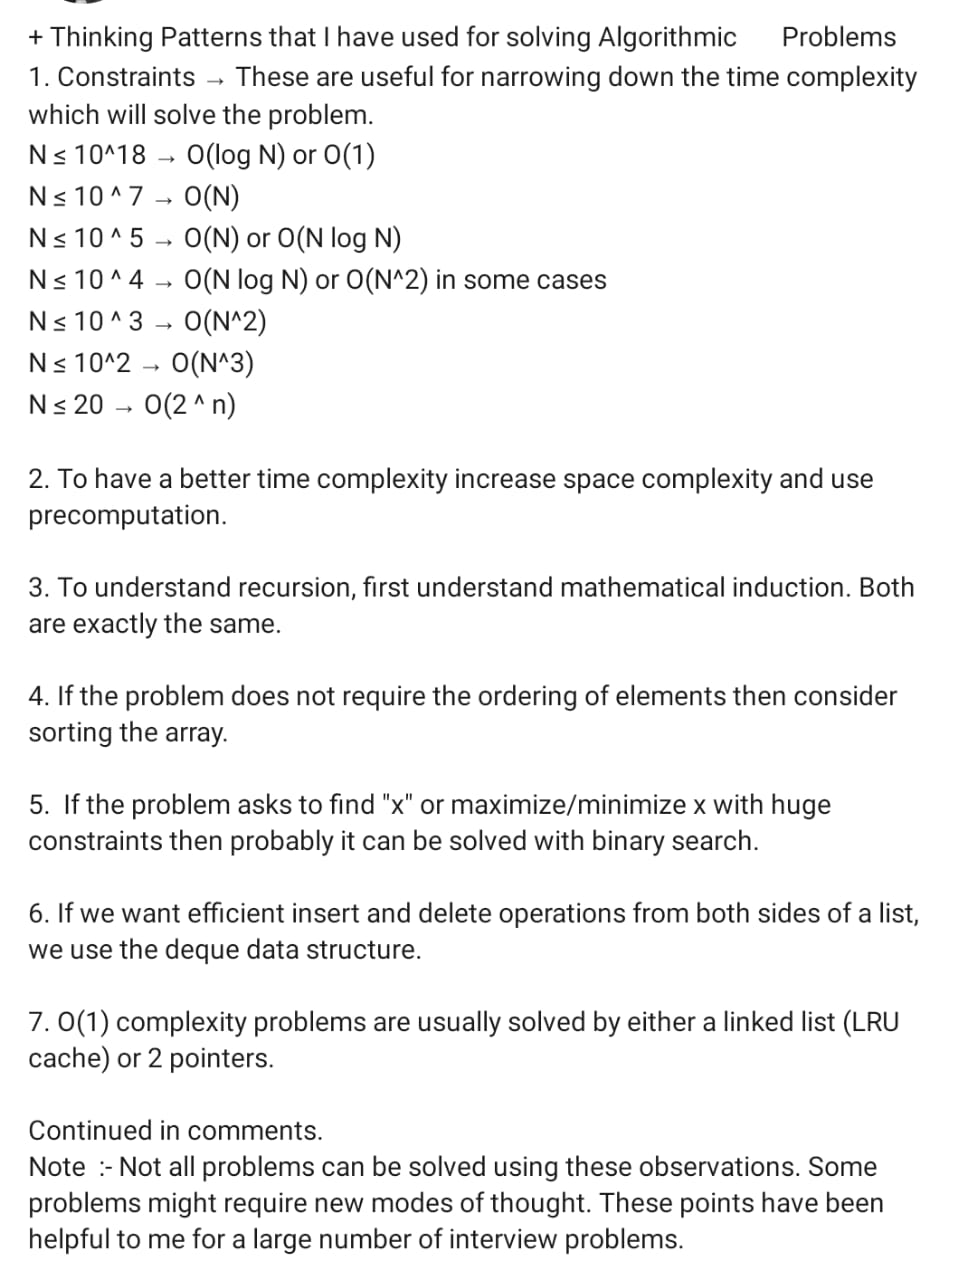 + Thinking Patterns that I have used for solving Algorithmic Problems
1. Constraints → These are useful for narrowing down the time complexity
which will solve the problem.
N ≤ 10^18 → O(log N) or O(1)
N ≤ 10 ^ 7 → O(N)
N ≤ 10 ^ 5 → O(N) or O(N log N)
N ≤ 10 ^ 4 → O(N log N) or O(N^2) in some cases
N ≤ 10 ^ 3 → O(N^2)
N ≤ 10^2 → O(N^3)
N ≤ 20 → O(2 ^ n)
2. To have a better time complexity increase space complexity and use
precomputation.
3. To understand recursion, first understand mathematical induction. Both
are exactly the same.
4. If the problem does not require the ordering of elements then consider
sorting the array.
5. If the problem asks to find "x" or maximize/minimize x with huge
constraints then probably it can be solved with binary search.
6. If we want efficient insert and delete operations from both sides of a list,
we use the deque data structure.
7. O(1) complexity problems are usually solved by either a linked list (LRU
cache) or 2 pointers.
Continued in comments.
Note :- Not all problems can be solved using these observations. Some
problems might require new modes of thought. These points have been
helpful to me for a large number of interview problems.